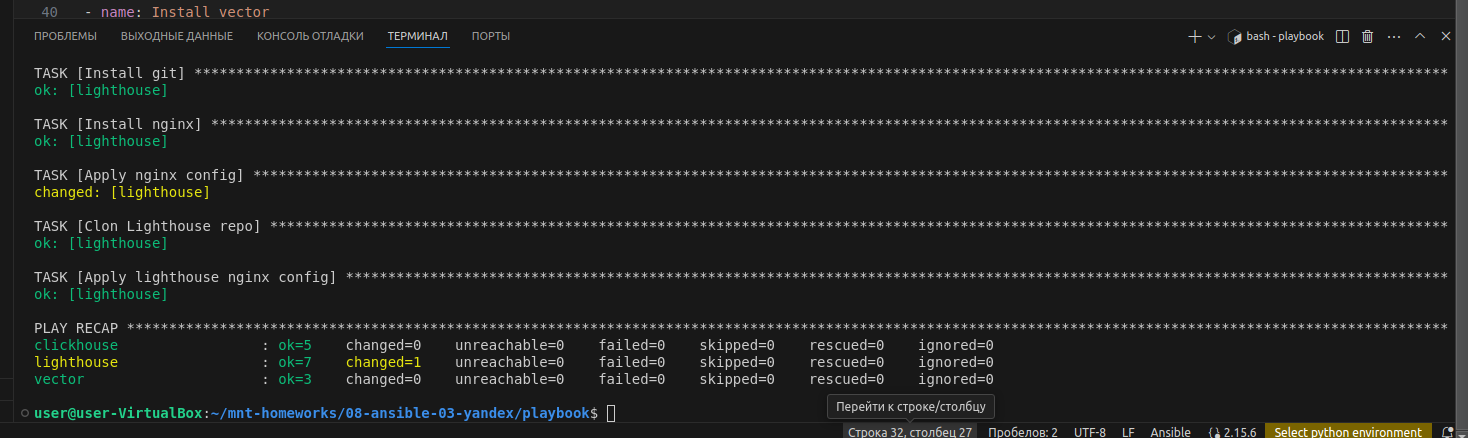 40   - name: Install vector
ПРОБЛЕМЫ   ВЫХОДНЫЕ ДАННЫЕ   КОНСОЛЬ ОТЛАДКИ   ТЕРМИНАЛ   ПОРТЫ   bash - playbook
TASK [Install git] ******************************************************************************************************************************************************
ok: [lighthouse]
TASK [Install nginx] ****************************************************************************************************************************************************
ok: [lighthouse]
TASK [Apply nginx config] ***********************************************************************************************************************************************
changed: [lighthouse]
TASK [Clon Lighthouse repo] *********************************************************************************************************************************************
ok: [lighthouse]
TASK [Apply lighthouse nginx config] ************************************************************************************************************************************
ok: [lighthouse]
PLAY RECAP **************************************************************************************************************************************************************
clickhouse                 : ok=5    changed=0    unreachable=0    failed=0    skipped=0    rescued=0    ignored=0
lighthouse                 : ok=7    changed=1    unreachable=0    failed=0    skipped=0    rescued=0    ignored=0
vector                     : ok=3    changed=0    unreachable=0    failed=0    skipped=0    rescued=0    ignored=0
user@user-VirtualBox:~/mnt-homeworks/08-ansible-03-yandex/playbook$
Перейти к строке/столбцу
Строка 32, столбец 27   Пробелов: 2   UTF-8   LF   Ansible   2.15.6   Select python environment